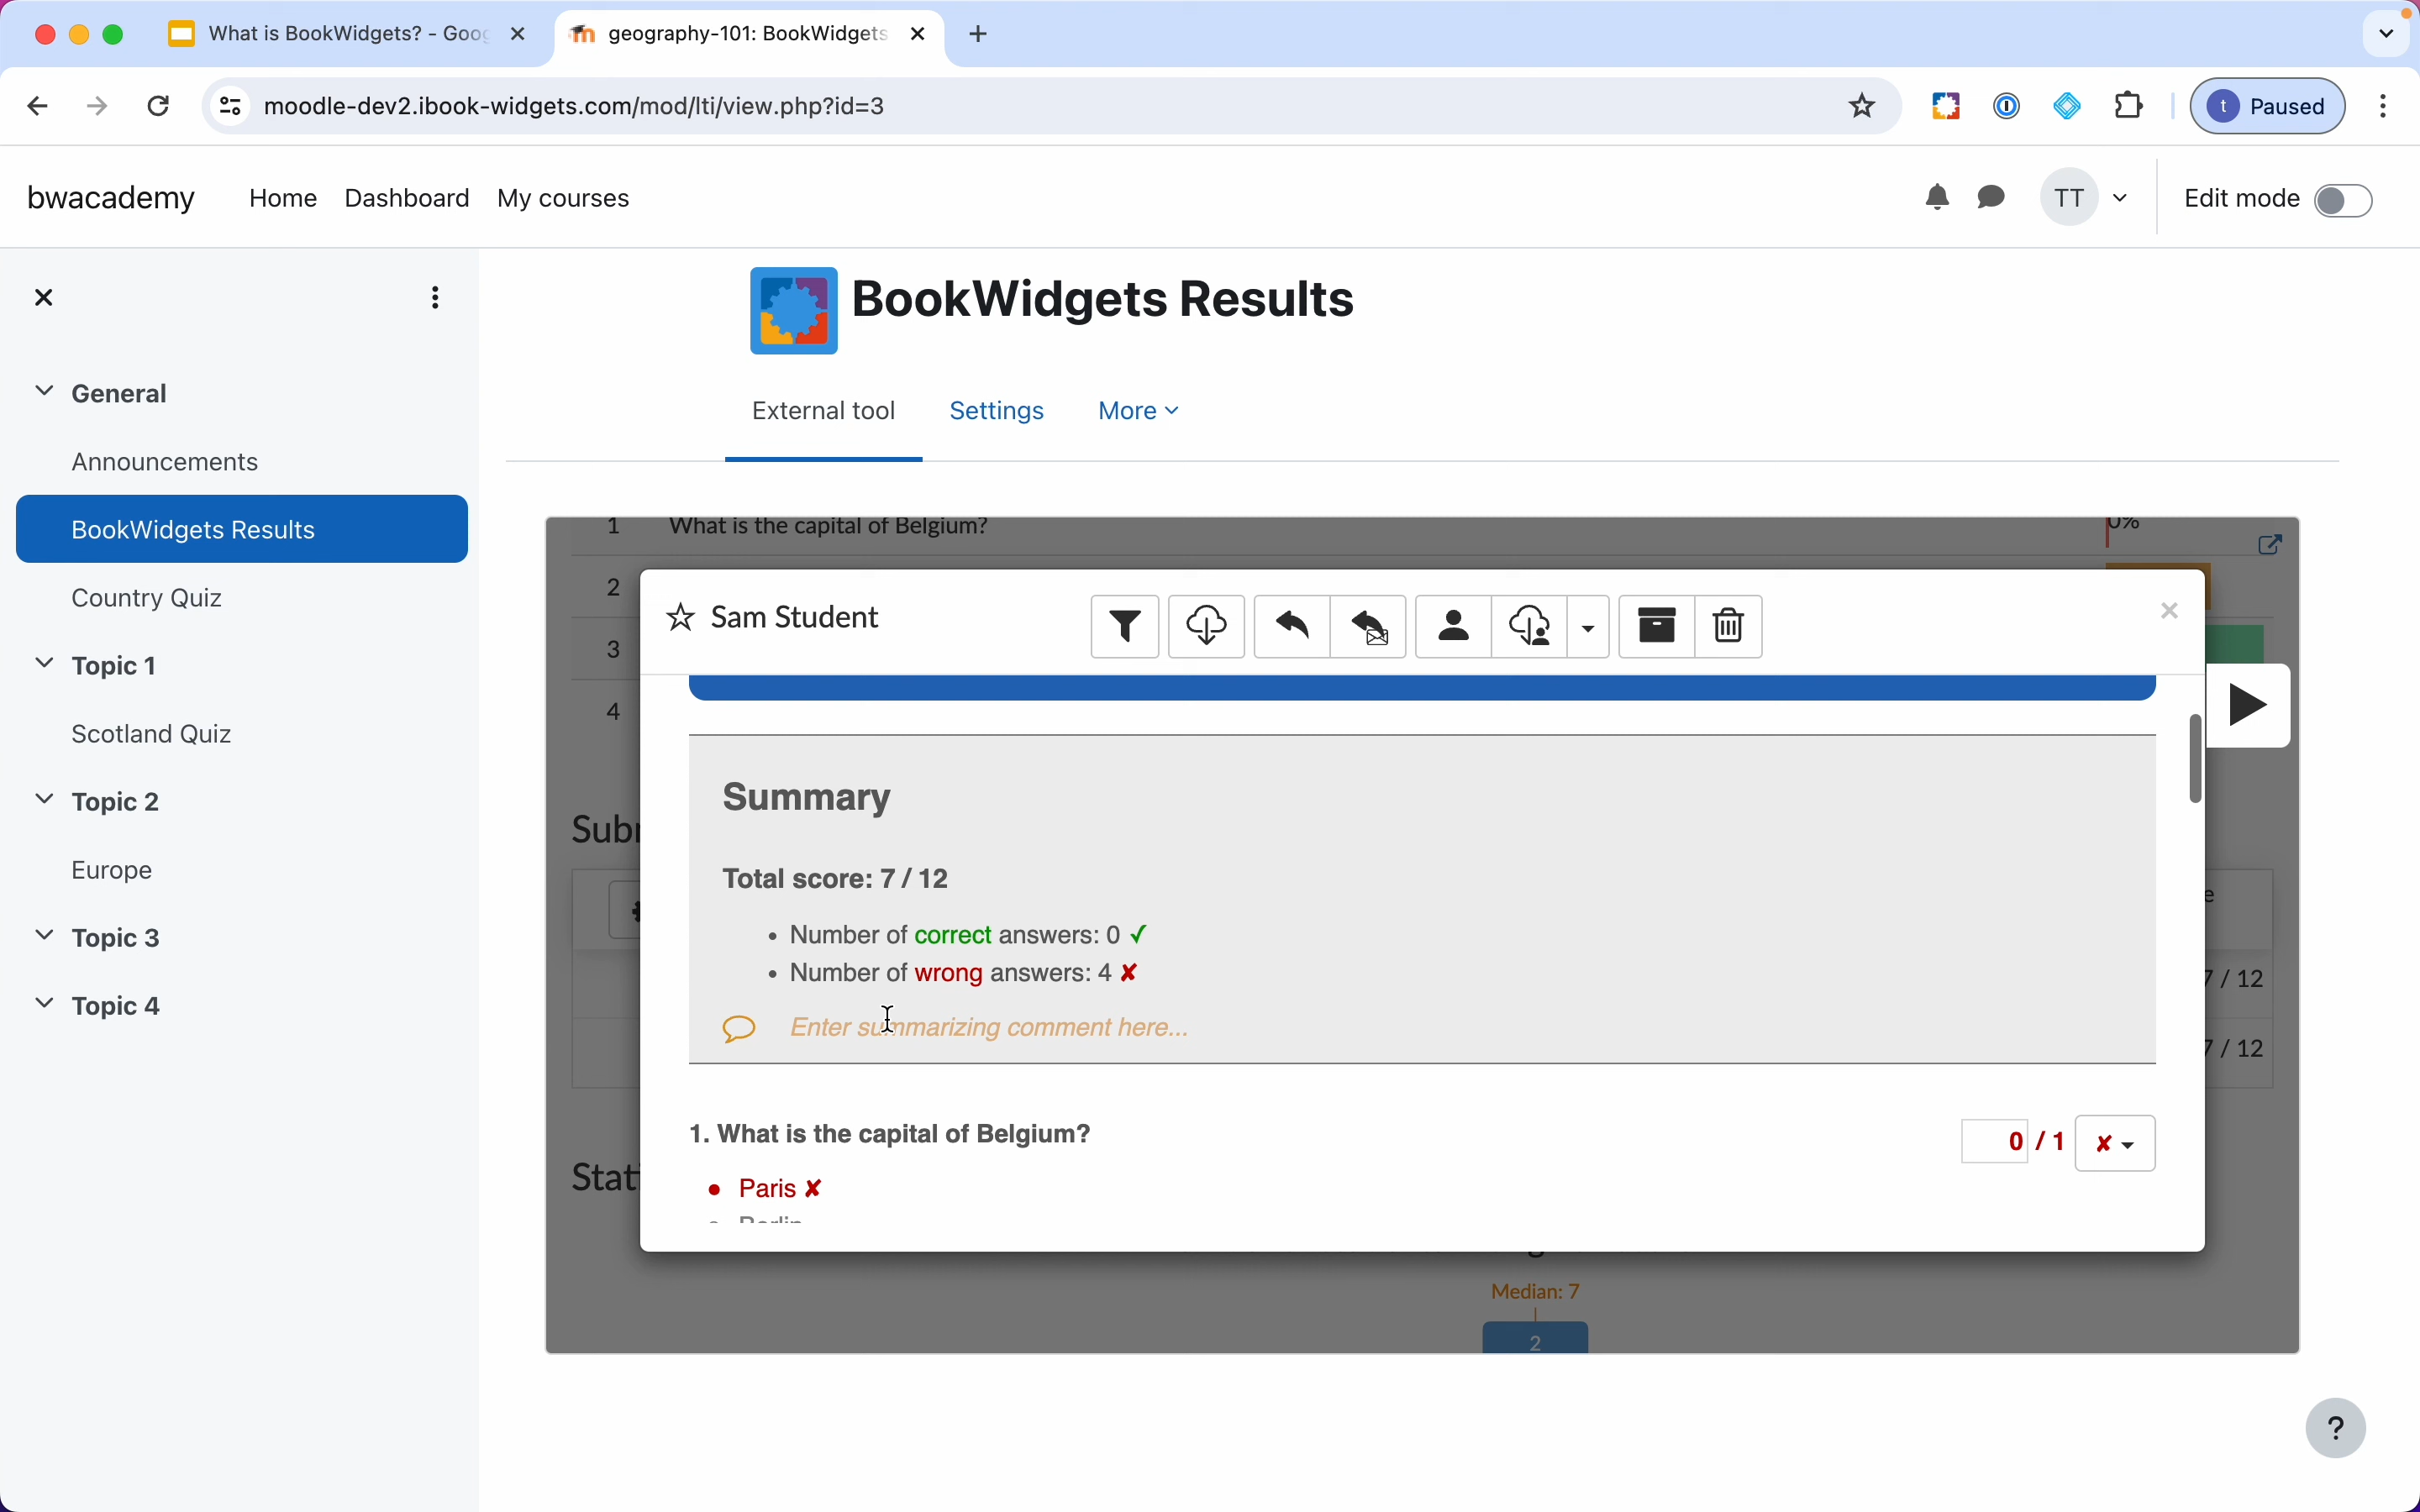 What is BookWidgets? - Goog
geography-101: BookWidgets
moodle-dev2.ibook-widgets.com/mod/lti/view.php?id=3
t Paused
bwacademy Home Dashboard My courses
TT Edit mode
BookWidgets Results
General
External tool Settings More
Announcements
BookWidgets Results
Country Quiz
Topic 1
Scotland Quiz
Topic 2
Europe
Topic 3
Topic 4
1 What is the capital of Belgium? 0%
2
3
4
Sam Student
Summary
Total score: 7 / 12
• Number of correct answers: 0 ✓
• Number of wrong answers: 4 ✘
Enter summarizing comment here...
7 / 12
7 / 12
1. What is the capital of Belgium? 0 / 1 ✘
• Paris ✘
Median: 7
2
?